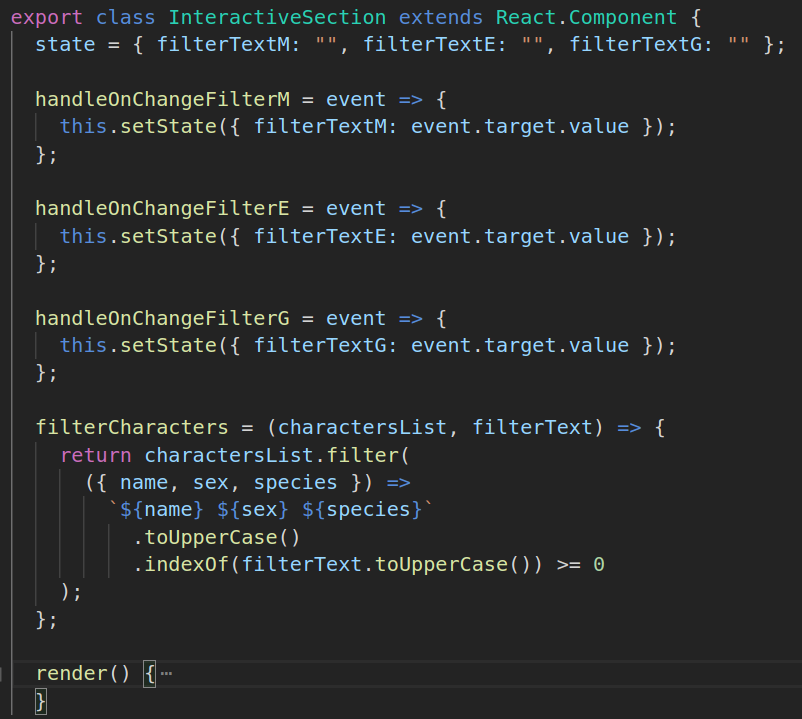 export class InteractiveSection extends React.Component {
  state = { filterTextM: "", filterTextE: "", filterTextG: "" };

  handleOnChangeFilterM = event => {
    this.setState({ filterTextM: event.target.value });
  };

  handleOnChangeFilterE = event => {
    this.setState({ filterTextE: event.target.value });
  };

  handleOnChangeFilterG = event => {
    this.setState({ filterTextG: event.target.value });
  };

  filterCharacters = (charactersList, filterText) => {
    return charactersList.filter(
      ({ name, sex, species }) =>
        `${name} ${sex} ${species}`
          .toUpperCase()
          .indexOf(filterText.toUpperCase()) >= 0
    );
  };

  render() {⋯
  }